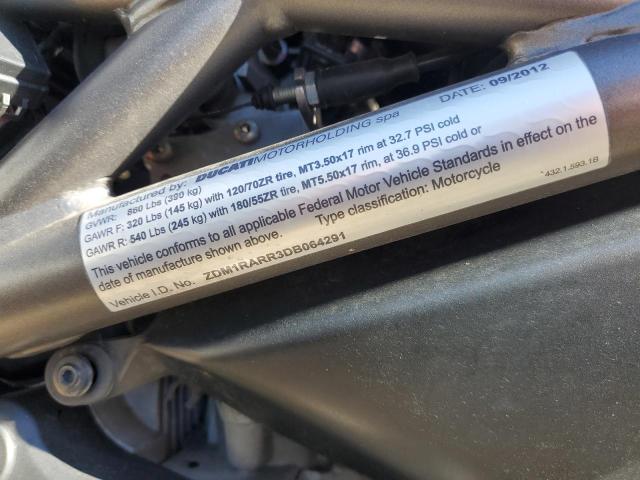 Manufactured by: DUCATIMOTORHOLDING spa DATE: 09/2012
GVWR: 860 Lbs (390 kg)
GAWR F: 320 Lbs (145 kg) with 120/70ZR tire, MT3.50x17 rim at 32.7 PSI cold
GAWR R: 540 Lbs (245 kg) with 180/55ZR tire, MT5.50x17 rim, at 36.9 PSI cold or
This vehicle conforms to all applicable Federal Motor Vehicle Standards in effect on the
date of manufacture shown above. Type classification: Motorcycle
Vehicle I.D. No. ZDM1RARR3DB064291
*432.1.593.1B